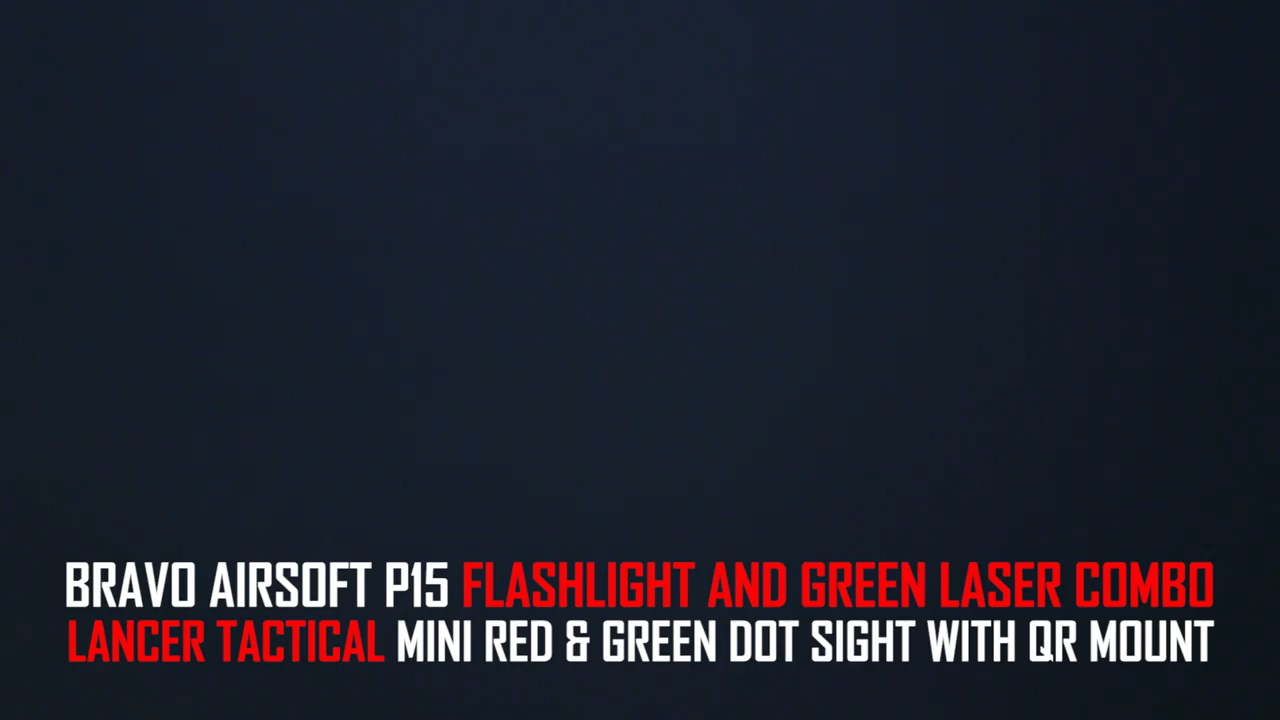 BRAVO AIRSOFT P15 FLASHLIGHT AND GREEN LASER COMBO
LANCER TACTICAL MINI RED & GREEN DOT SIGHT WITH QR MOUNT